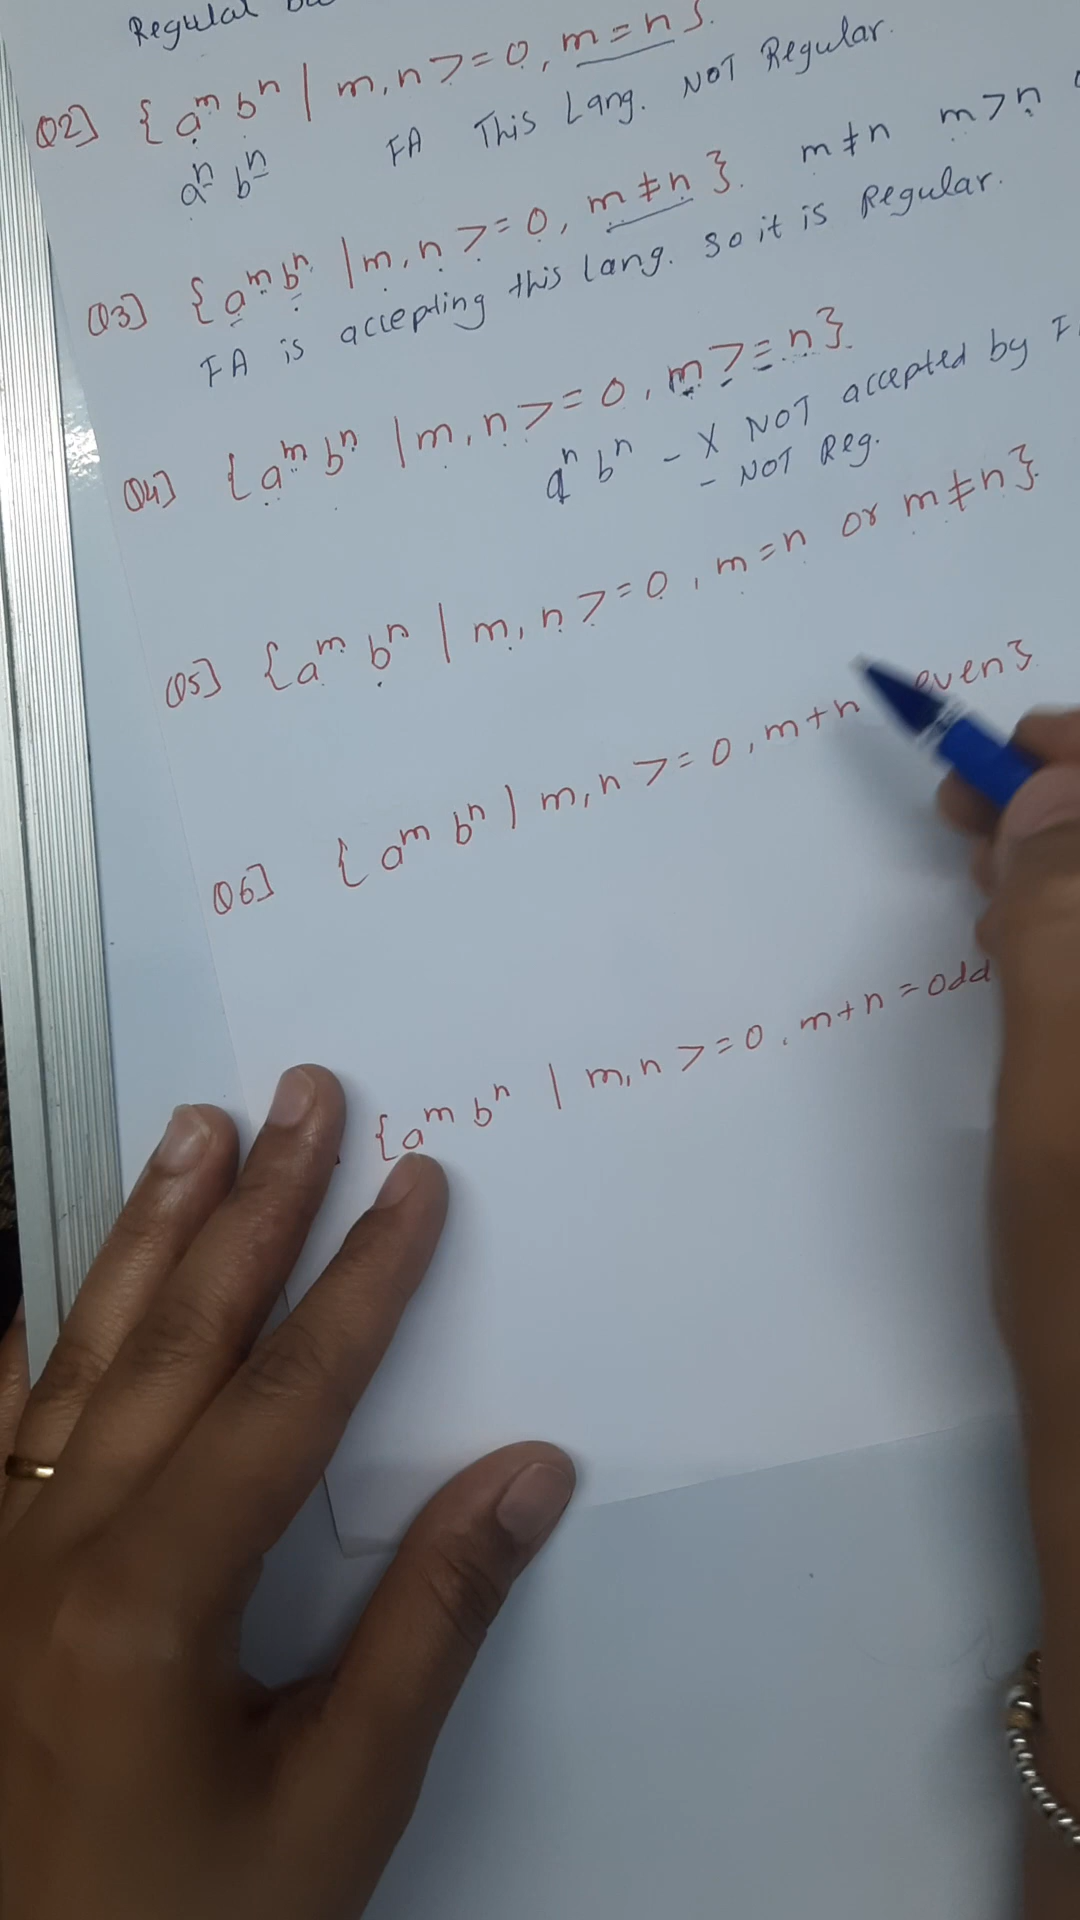 Regular
Q2] { a^m b^n | m, n >= 0, m = n }.
a^n b^n FA This Lang. NOT Regular.
Q3] { a^m b^n | m, n >= 0, m ≠ n }. m ≠ n m > n
FA is accepting this lang. so it is Regular.
Q4] { a^m b^n | m, n >= 0, m >= n }.
a^n b^n - X NOT accepted by F
- NOT Reg.
Q5] { a^m b^n | m, n >= 0, m = n or m ≠ n }.
Q6] { a^m b^n | m, n >= 0, m + n even }
{ a^m b^n | m, n >= 0, m + n = odd